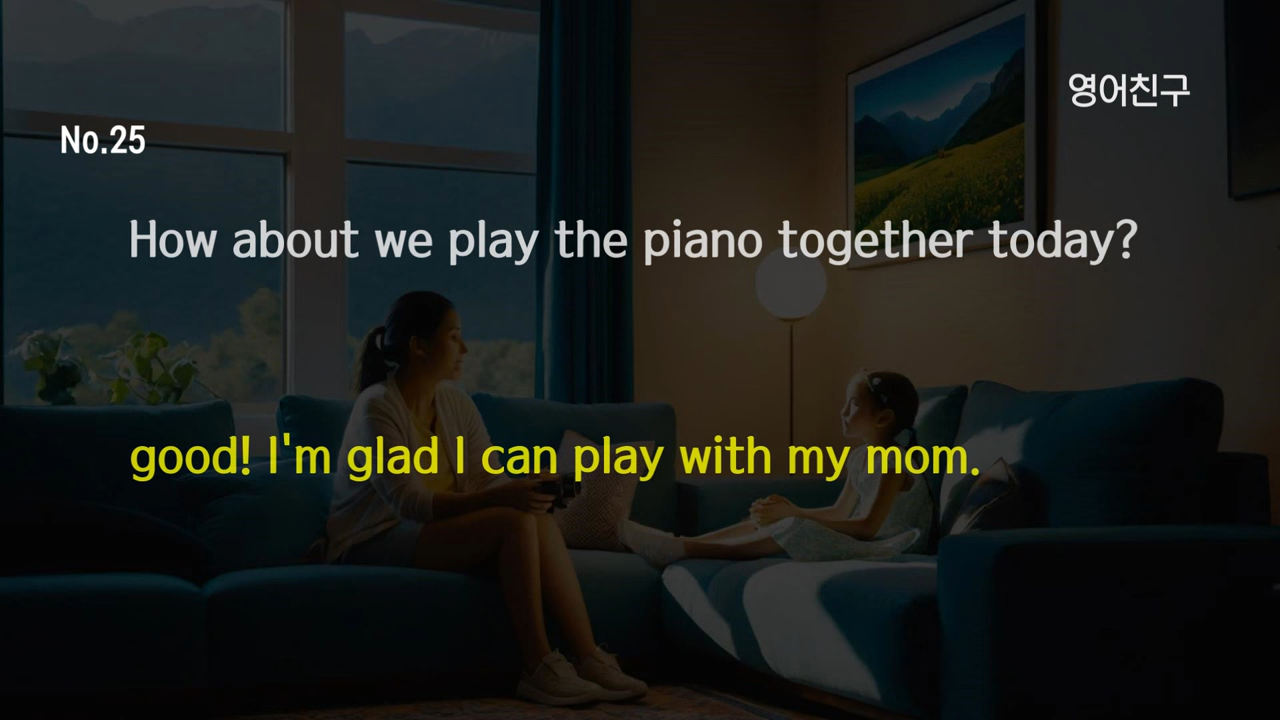 영어친구
No.25
How about we play the piano together today?
good! I'm glad I can play with my mom.